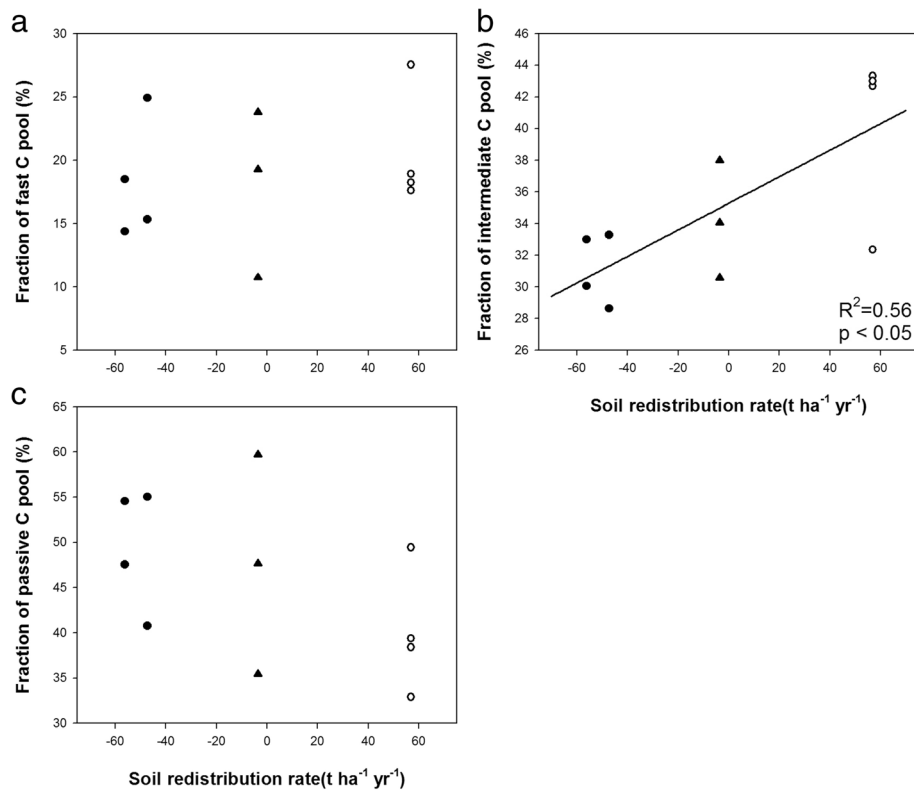 a
Fraction of fast C pool (%)
30
25
20
15
10
5
-60 -40 -20 0 20 40 60
b
Fraction of intermediate C pool (%)
46
44
42
40
38
36
34
32
30
28
26
R²=0.56
p < 0.05
-60 -40 -20 0 20 40 60
Soil redistribution rate(t ha⁻¹ yr⁻¹)
c
Fraction of passive C pool (%)
65
60
55
50
45
40
35
30
-60 -40 -20 0 20 40 60
Soil redistribution rate(t ha⁻¹ yr⁻¹)